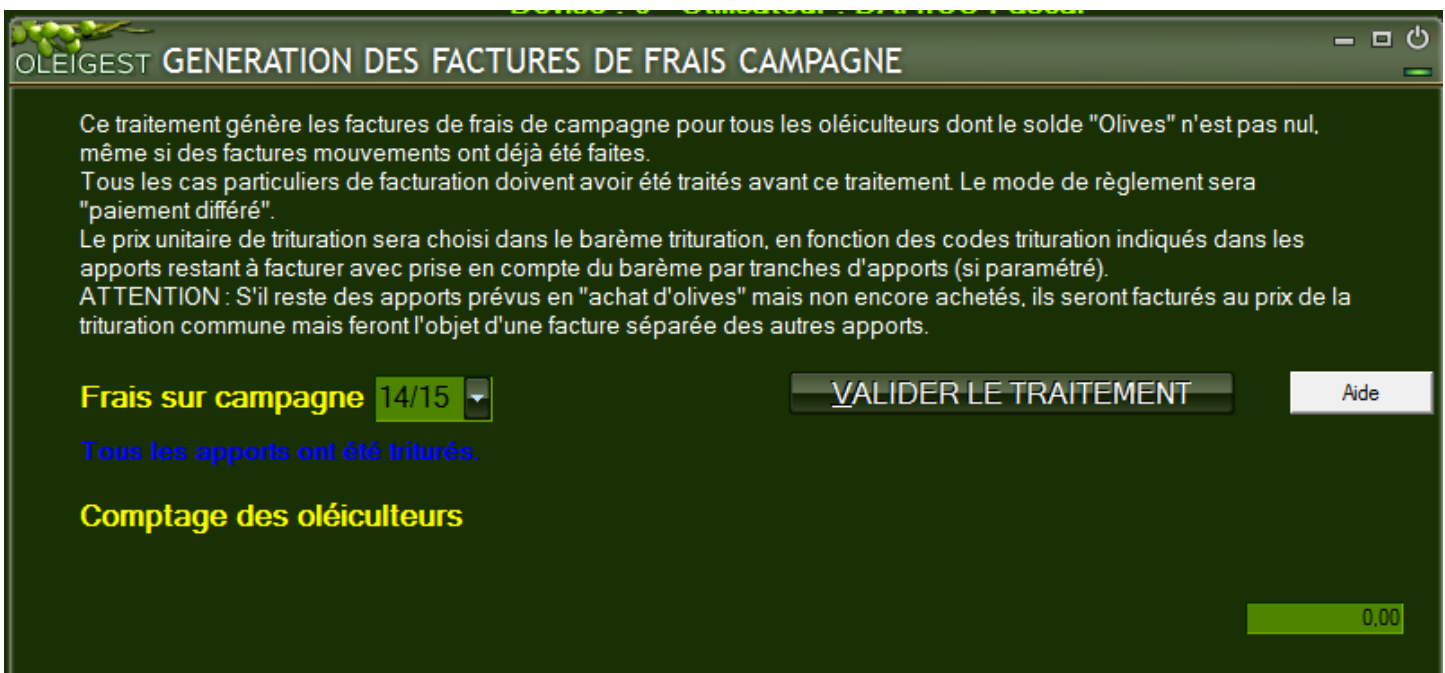 OLEIGEST GENERATION DES FACTURES DE FRAIS CAMPAGNE
Ce traitement génère les factures de frais de campagne pour tous les oléiculteurs dont le solde "Olives" n'est pas nul,
même si des factures mouvements ont déjà été faites.
Tous les cas particuliers de facturation doivent avoir été traités avant ce traitement. Le mode de règlement sera
"paiement différé".
Le prix unitaire de trituration sera choisi dans le barème trituration, en fonction des codes trituration indiqués dans les
apports restant à facturer avec prise en compte du barème par tranches d'apports (si paramétré).
ATTENTION : S'il reste des apports prévus en "achat d'olives" mais non encore achetés, ils seront facturés au prix de la
trituration commune mais feront l'objet d'une facture séparée des autres apports.
Frais sur campagne 14/15 VALIDER LE TRAITEMENT Aide
Tous les apports ont été triturés.
Comptage des oléiculteurs
0,00